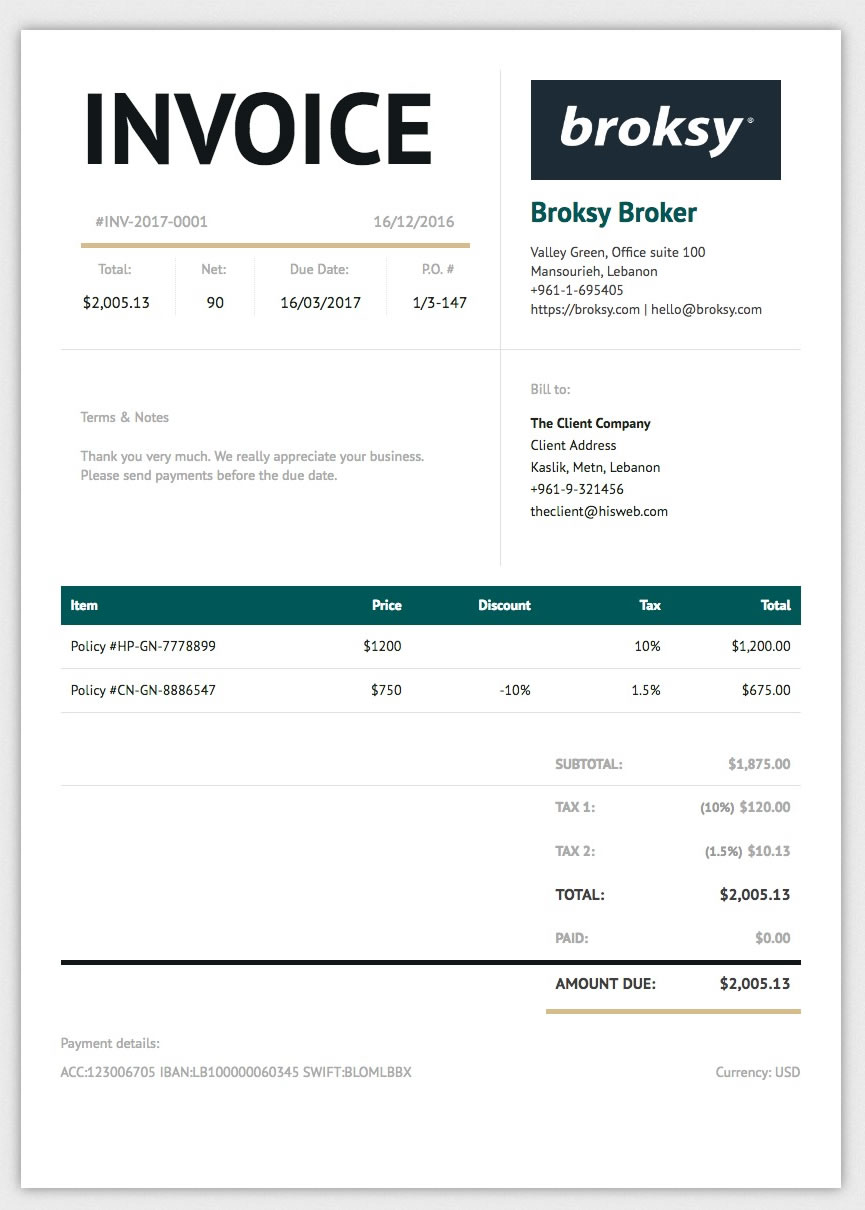 INVOICE
#INV-2017-0001 16/12/2016
Total: Net: Due Date: P.O. #
$2,005.13 90 16/03/2017 1/3-147
broksy®
Broksy Broker
Valley Green, Office suite 100
Mansourieh, Lebanon
+961-1-695405
https://broksy.com | hello@broksy.com
Terms & Notes
Thank you very much. We really appreciate your business.
Please send payments before the due date.
Bill to:
The Client Company
Client Address
Kaslik, Metn, Lebanon
+961-9-321456
theclient@hisweb.com
Item Price Discount Tax Total
Policy #HP-GN-7778899 $1200 10% $1,200.00
Policy #CN-GN-8886547 $750 -10% 1.5% $675.00
SUBTOTAL: $1,875.00
TAX 1: (10%) $120.00
TAX 2: (1.5%) $10.13
TOTAL: $2,005.13
PAID: $0.00
AMOUNT DUE: $2,005.13
Payment details:
ACC:123006705 IBAN:LB100000060345 SWIFT:BLOMLBBX Currency: USD